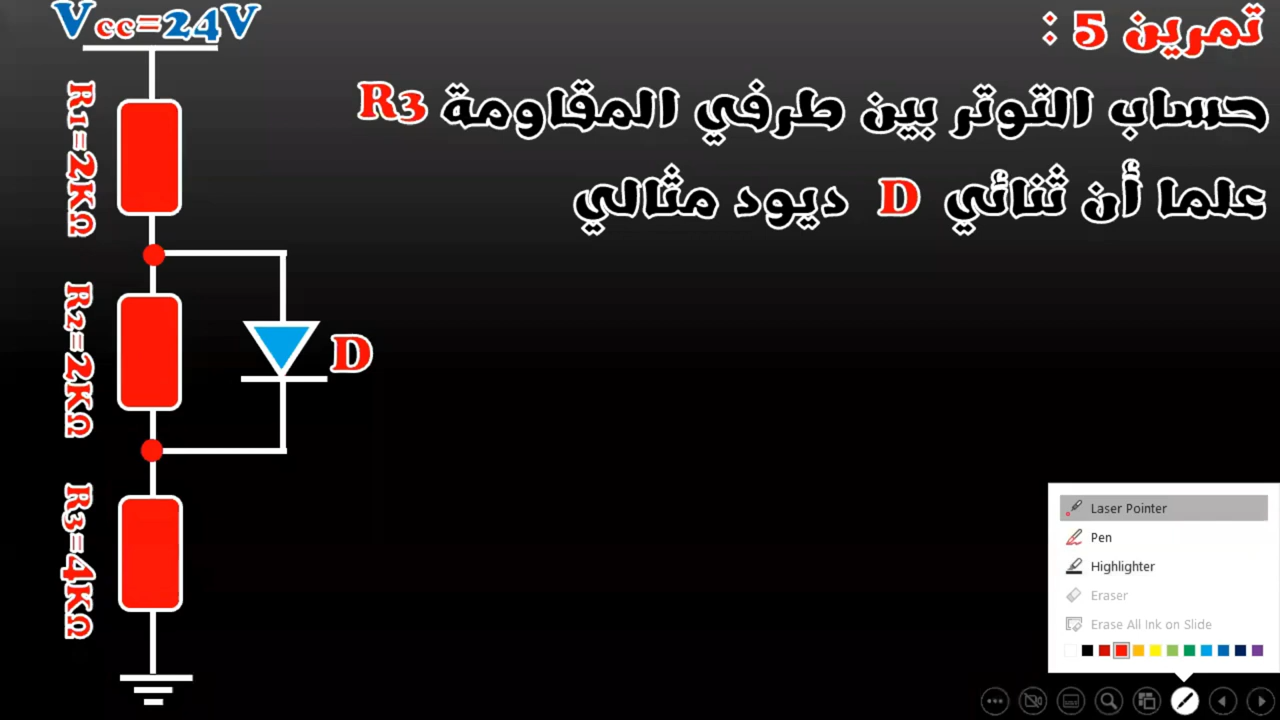 Vcc=24V
تمرين 5 :
حساب التوتر بين طرفي المقاومة R3
علما أن ثنائي D ديود مثالي
R1=2KΩ
R2=2KΩ
D
R3=4KΩ
Laser Pointer
Pen
Highlighter
Eraser
Erase All Ink on Slide